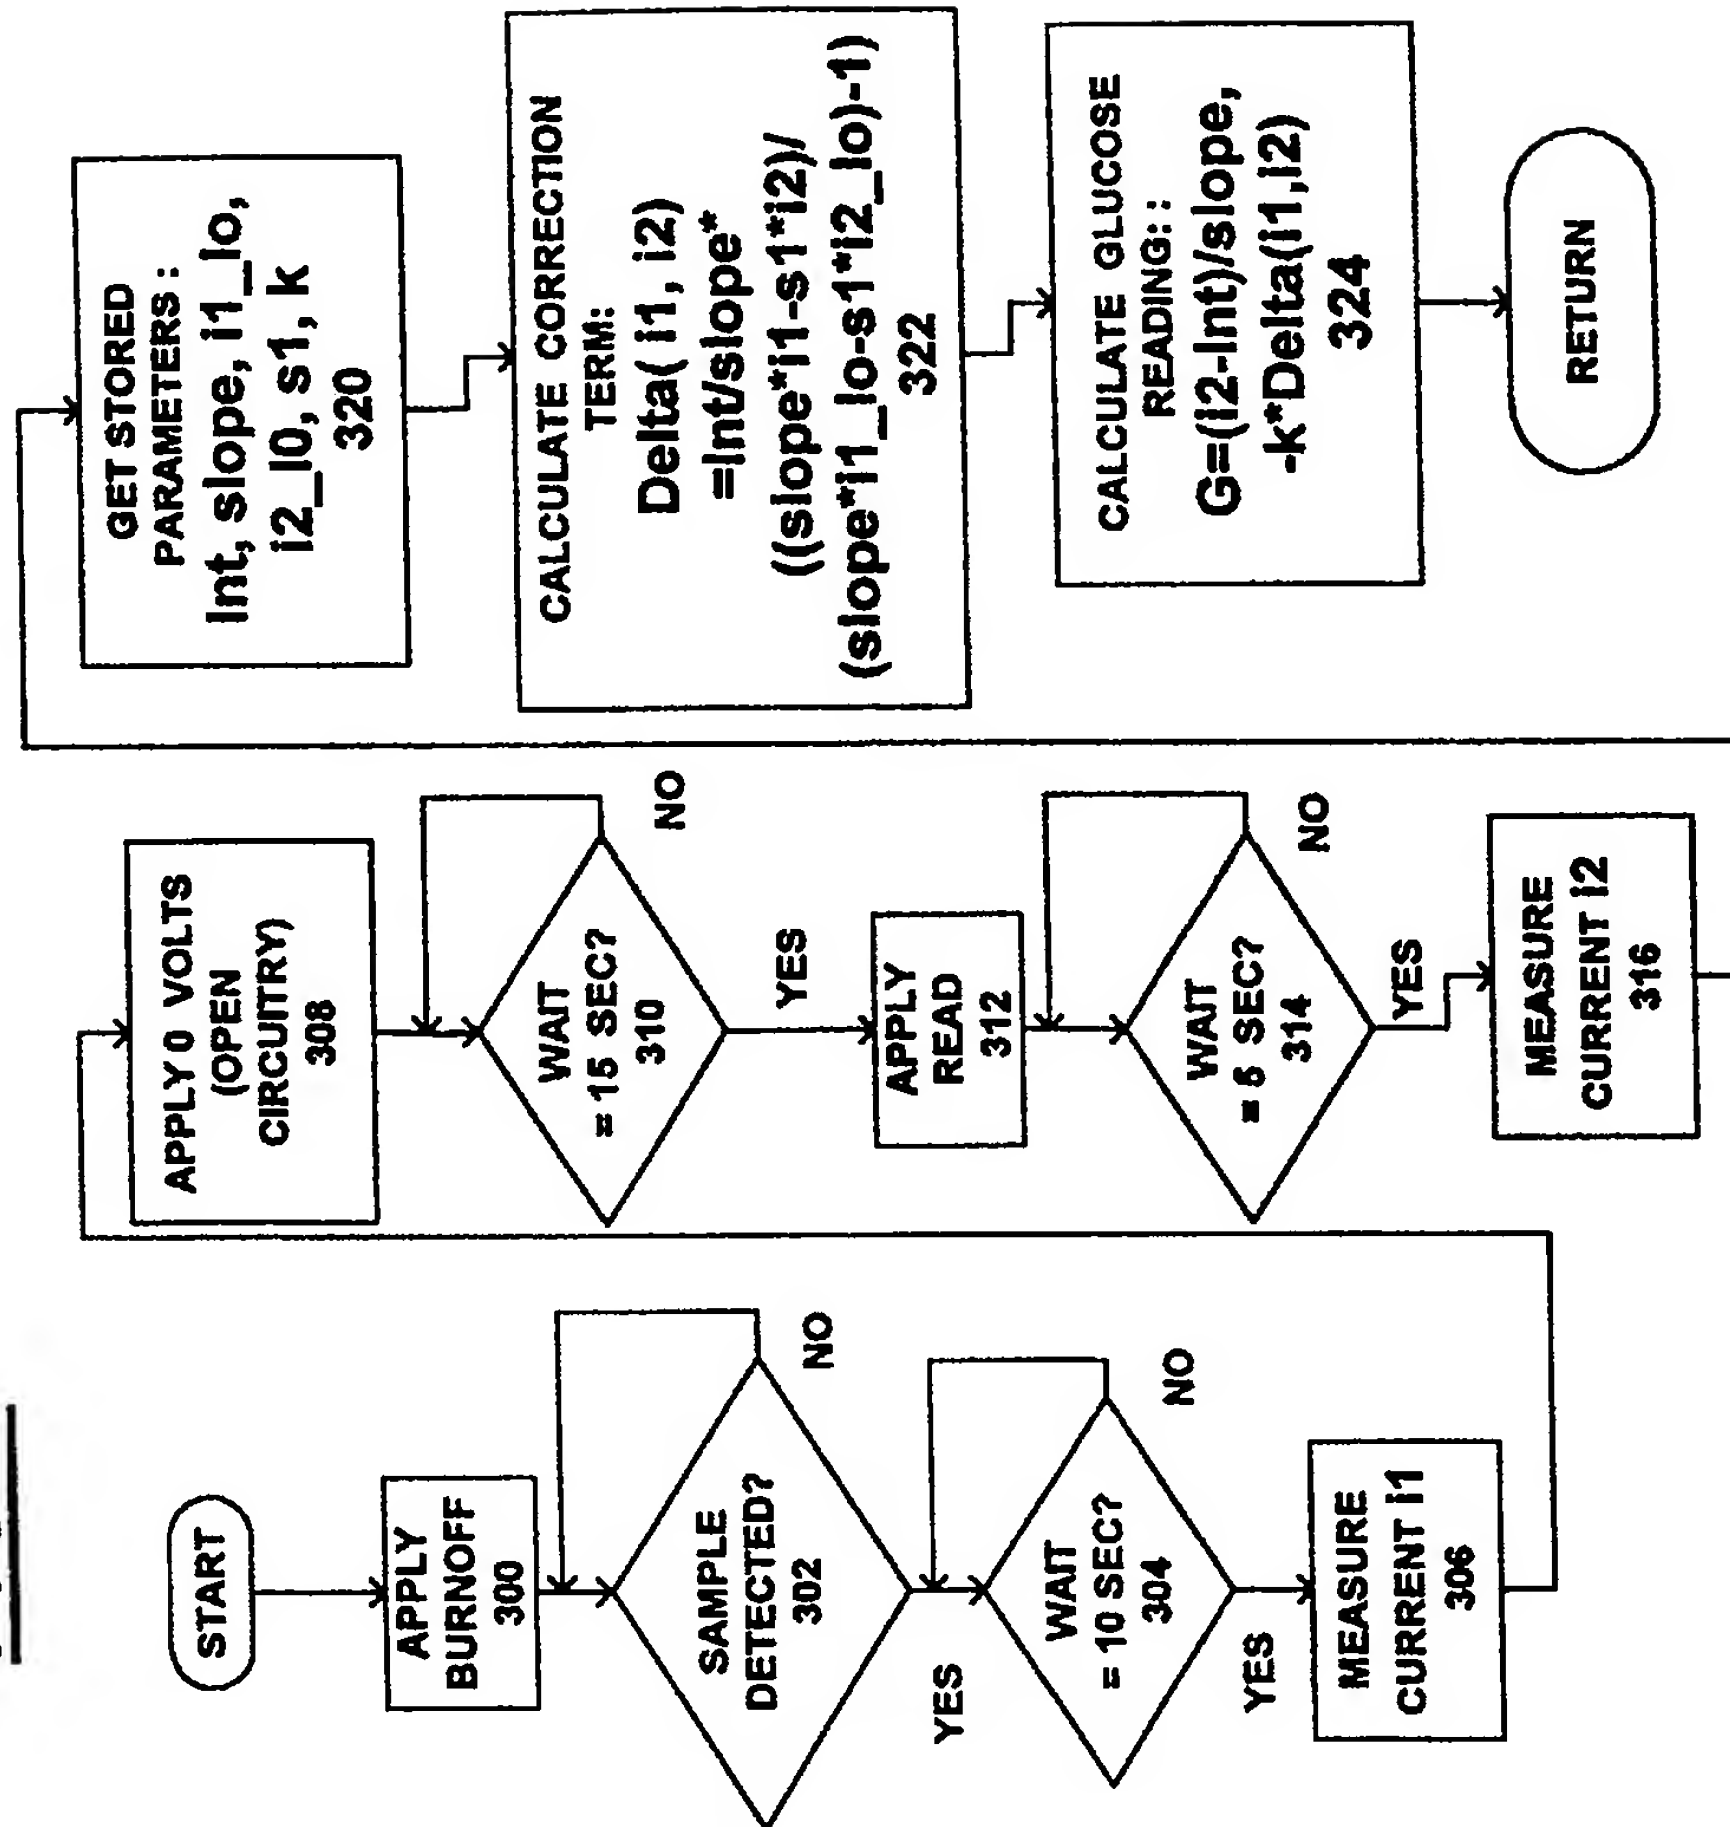 START
APPLY
BURNOFF
300
SAMPLE
DETECTED?
302
NO
YES
WAIT
= 10 SEC?
304
NO
YES
MEASURE
CURRENT i1
306
APPLY 0 VOLTS
(OPEN
CIRCUITRY)
308
WAIT
= 15 SEC?
310
NO
YES
APPLY
READ
312
WAIT
= 5 SEC?
314
NO
YES
MEASURE
CURRENT i2
316
GET STORED
PARAMETERS :
Int, slope, i1_lo,
i2_l0, s1, k
320
CALCULATE CORRECTION
TERM:
Delta( i1, i2)
=Int/slope*
((slope*i1-s1*i2)/
(slope*i1_lo-s1*i2_lo)-1)
322
CALCULATE GLUCOSE
READING: :
G=(i2-Int)/slope,
-k*Delta(i1,i2)
324
RETURN